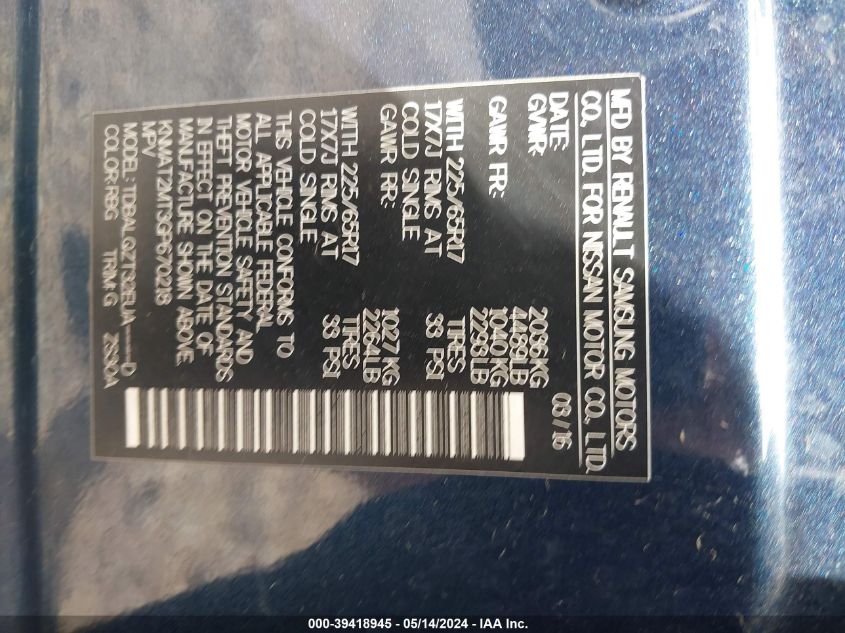 MFD BY RENAULT SAMSUNG MOTORS
CO., LTD. FOR NISSAN MOTOR CO., LTD.
DATE: 08/16
GVWR: 2036KG
4489LB
GAWR FR: 1040KG
2293LB
WITH 225/65R17 TIRES
17X7J RIMS AT 33 PSI
COLD SINGLE
GAWR RR: 1027KG
2264LB
WITH 225/65R17 TIRES
17X7J RIMS AT 33 PSI
COLD SINGLE
THIS VEHICLE CONFORMS TO
ALL APPLICABLE FEDERAL
MOTOR VEHICLE SAFETY AND
THEFT PREVENTION STANDARDS
IN EFFECT ON THE DATE OF
MANUFACTURE SHOWN ABOVE.
KNMAT2MT3GP670218
MPV
MODEL: TDBALQZT32EUA-----D
COLOR:RBG TRIM:G 2S30A
000-39418945 - 05/14/2024 - IAA Inc.